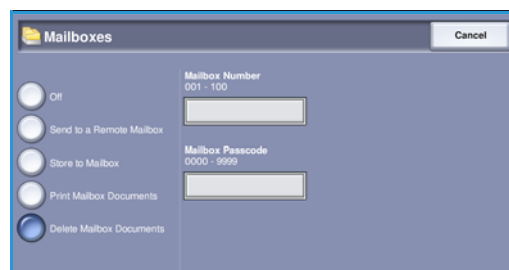 Mailboxes
Cancel
Off
Send to a Remote Mailbox
Store to Mailbox
Print Mailbox Documents
Delete Mailbox Documents
Mailbox Number
001 - 100
Mailbox Passcode
0000 - 9999